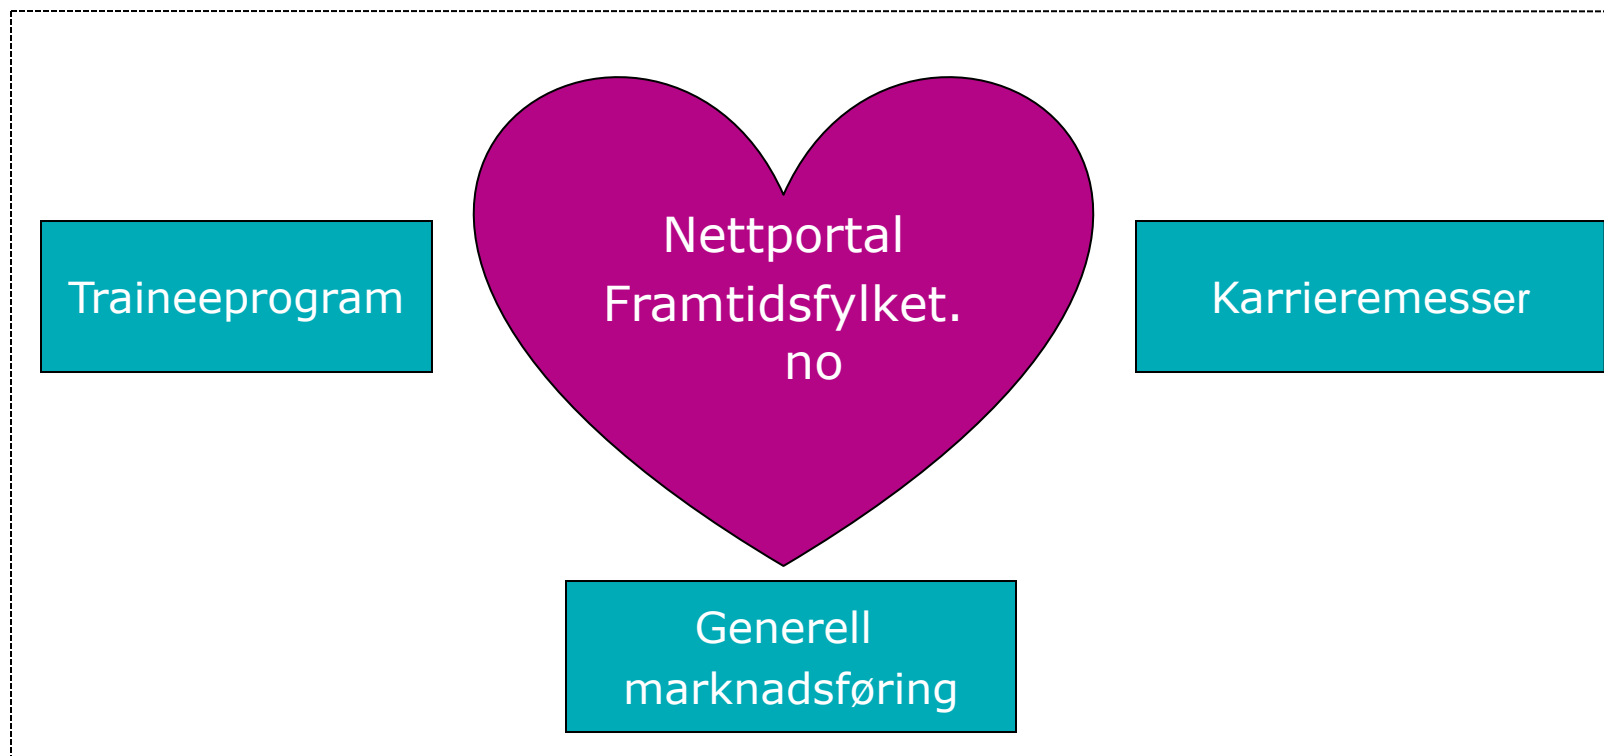 Nettportal
Framtidsfylket.
no
Traineeprogram
Karrieremesser
Generell
marknadsføring